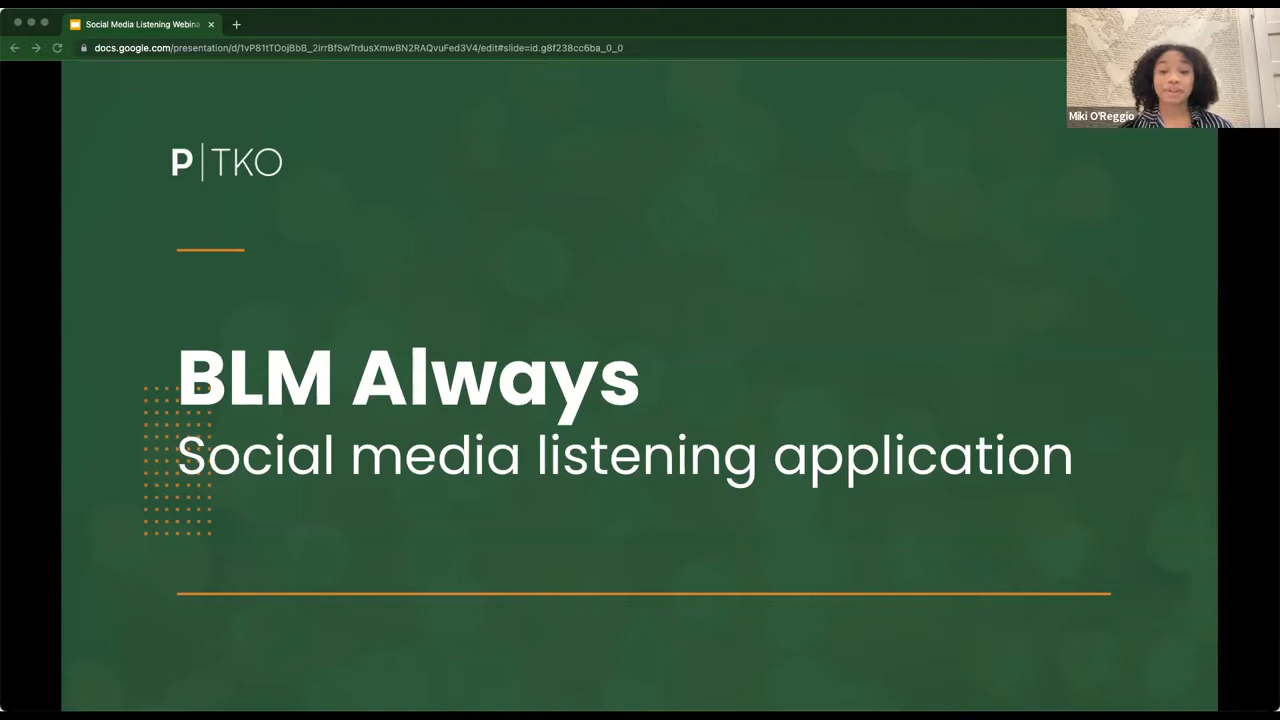 Social Media Listening Webina
docs.google.com/presentation/d/1vP81tTOojBbB_2irrBfSwTrdusXmwBN2RAQvuFed3V4/edit#slide=id.g8f238cc6ba_0_0
Miki O'Reggio
P|TKO
BLM Always
Social media listening application